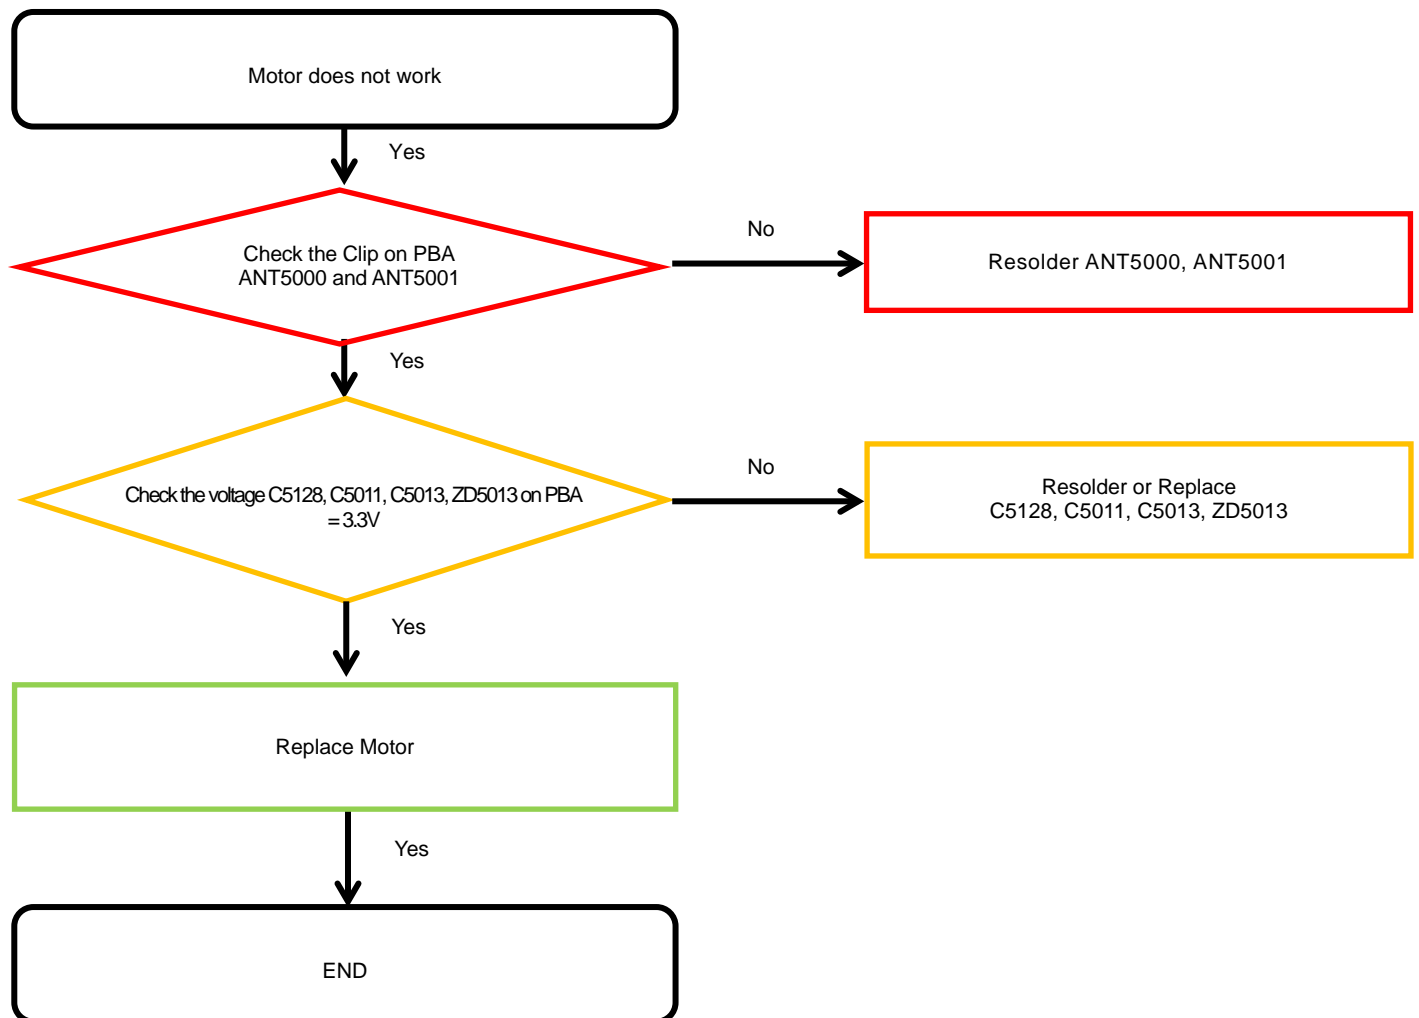 Motor does not work
Yes
Check the Clip on PBA
ANT5000 and ANT5001
No
Resolder ANT5000, ANT5001
Yes
Check the voltage C5128, C5011, C5013, ZD5013 on PBA
= 3.3V
No
Resolder or Replace
C5128, C5011, C5013, ZD5013
Yes
Replace Motor
Yes
END